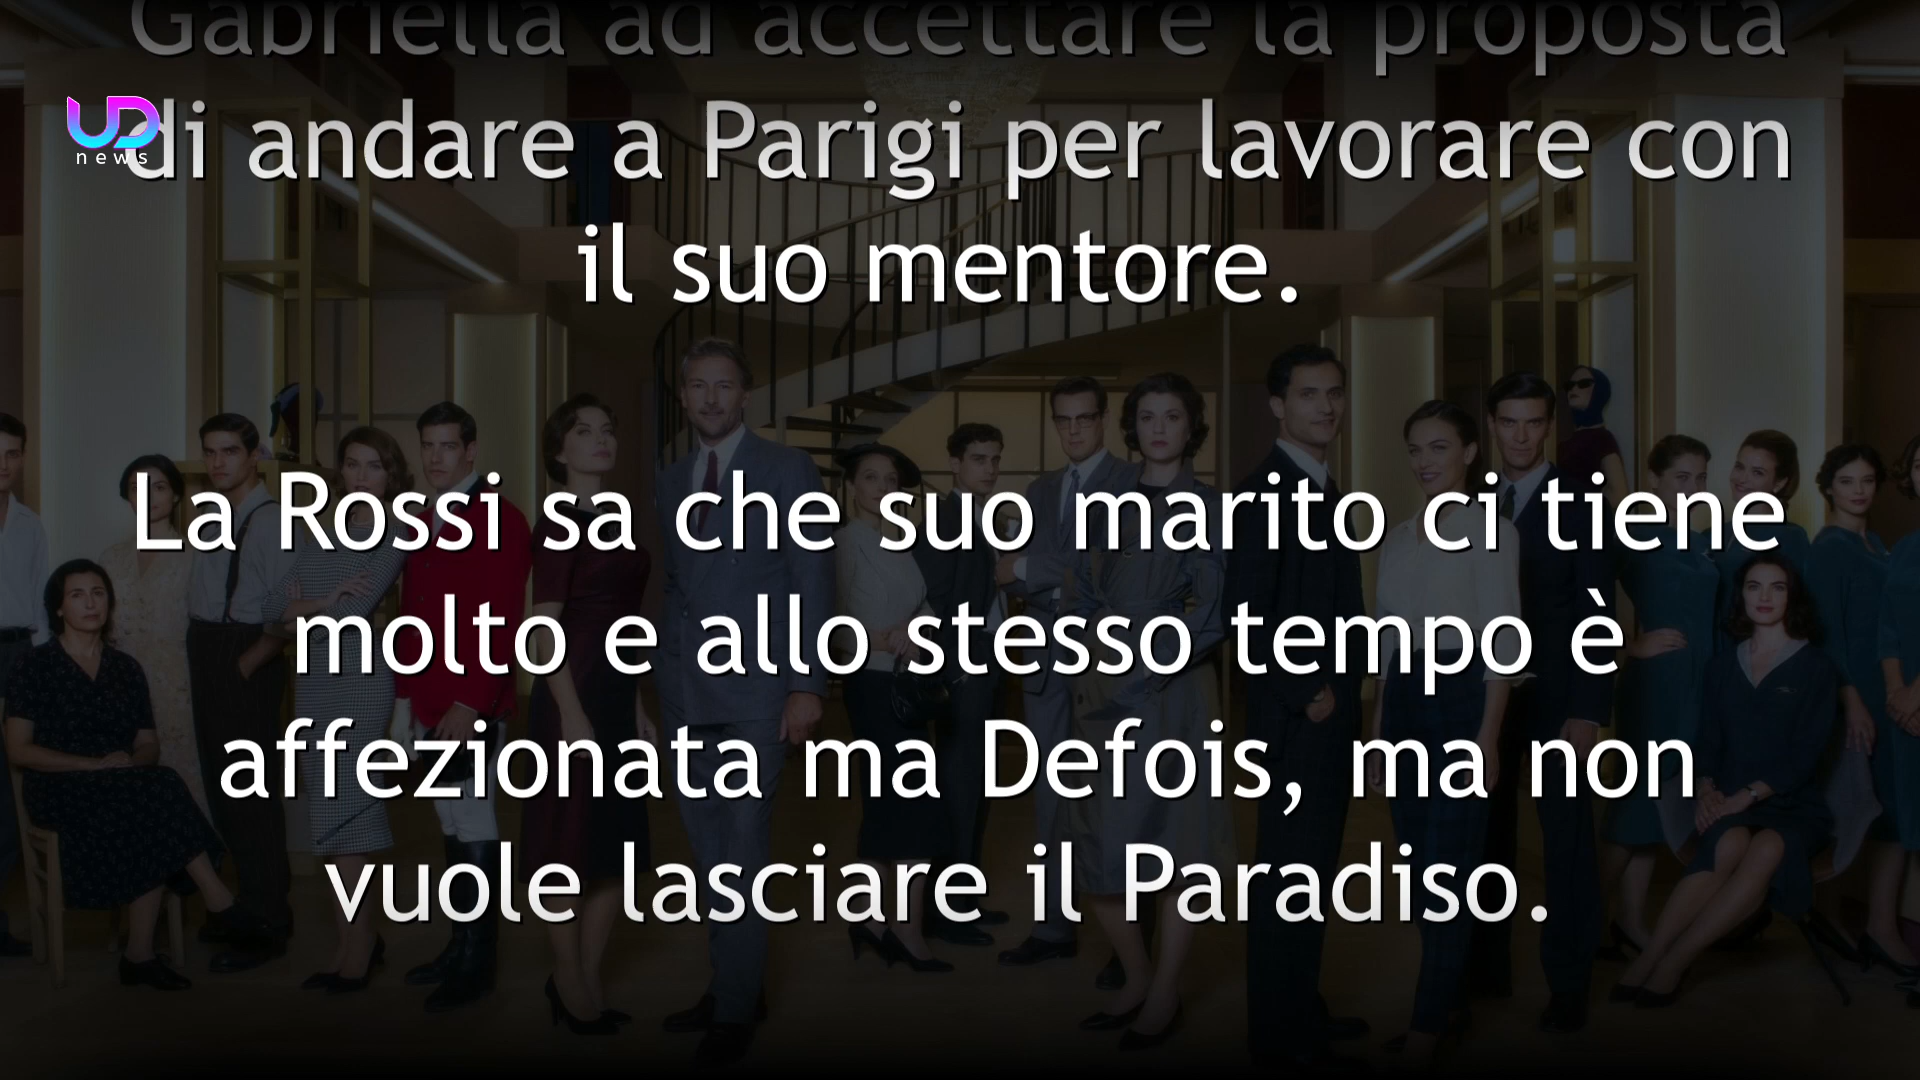 Gabriella ad accettare la proposta
di andare a Parigi per lavorare con
il suo mentore.
La Rossi sa che suo marito ci tiene
molto e allo stesso tempo è
affezionata ma Defois, ma non
vuole lasciare il Paradiso.
UD
news